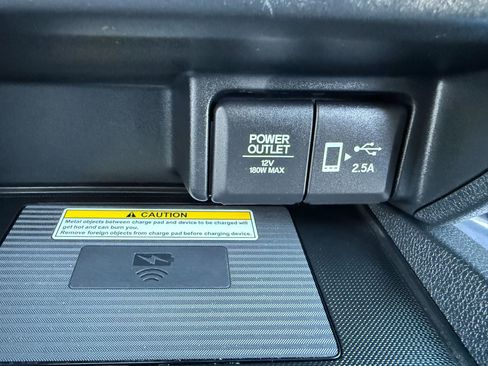 POWER
OUTLET
12V
180W MAX
2.5A
CAUTION
Metal objects between charge pad and device to be charged will
get hot and can burn you.
Remove foreign objects from charge pad before charging device.